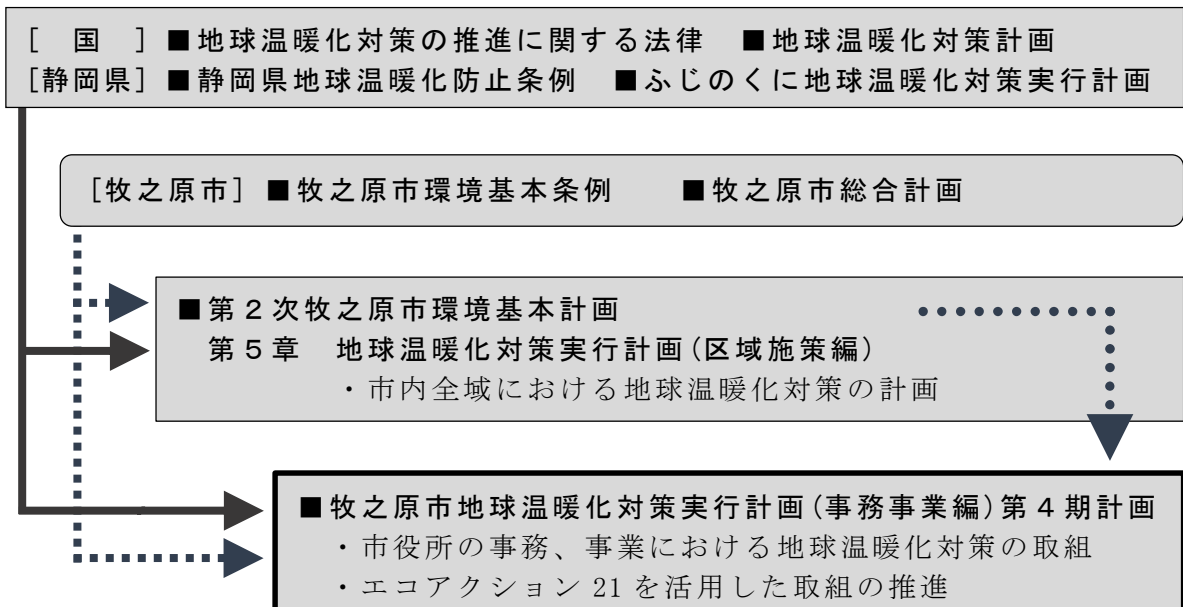 [　国　] ■地球温暖化対策の推進に関する法律　■地球温暖化対策計画
[静岡県] ■静岡県地球温暖化防止条例　■ふじのくに地球温暖化対策実行計画
[牧之原市] ■牧之原市環境基本条例　　■牧之原市総合計画
■第２次牧之原市環境基本計画
第５章　地球温暖化対策実行計画(区域施策編)
・市内全域における地球温暖化対策の計画
■牧之原市地球温暖化対策実行計画(事務事業編)第４期計画
・市役所の事務、事業における地球温暖化対策の取組
・エコアクション 21 を活用した取組の推進